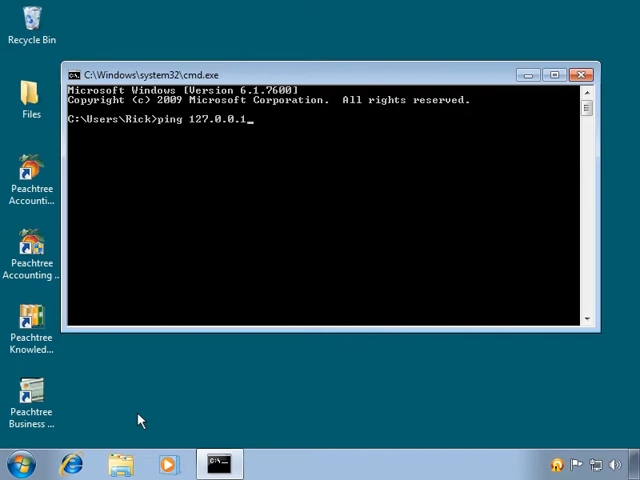 Recycle Bin
Files
Peachtree
Accounti...
Peachtree
Accounting ..
Peachtree
Knowled...
Peachtree
Business ...
C:\Windows\system32\cmd.exe
Microsoft Windows [Version 6.1.7600]
Copyright (c) 2009 Microsoft Corporation.  All rights reserved.
C:\Users\Rick>ping 127.0.0.1_
C:\_